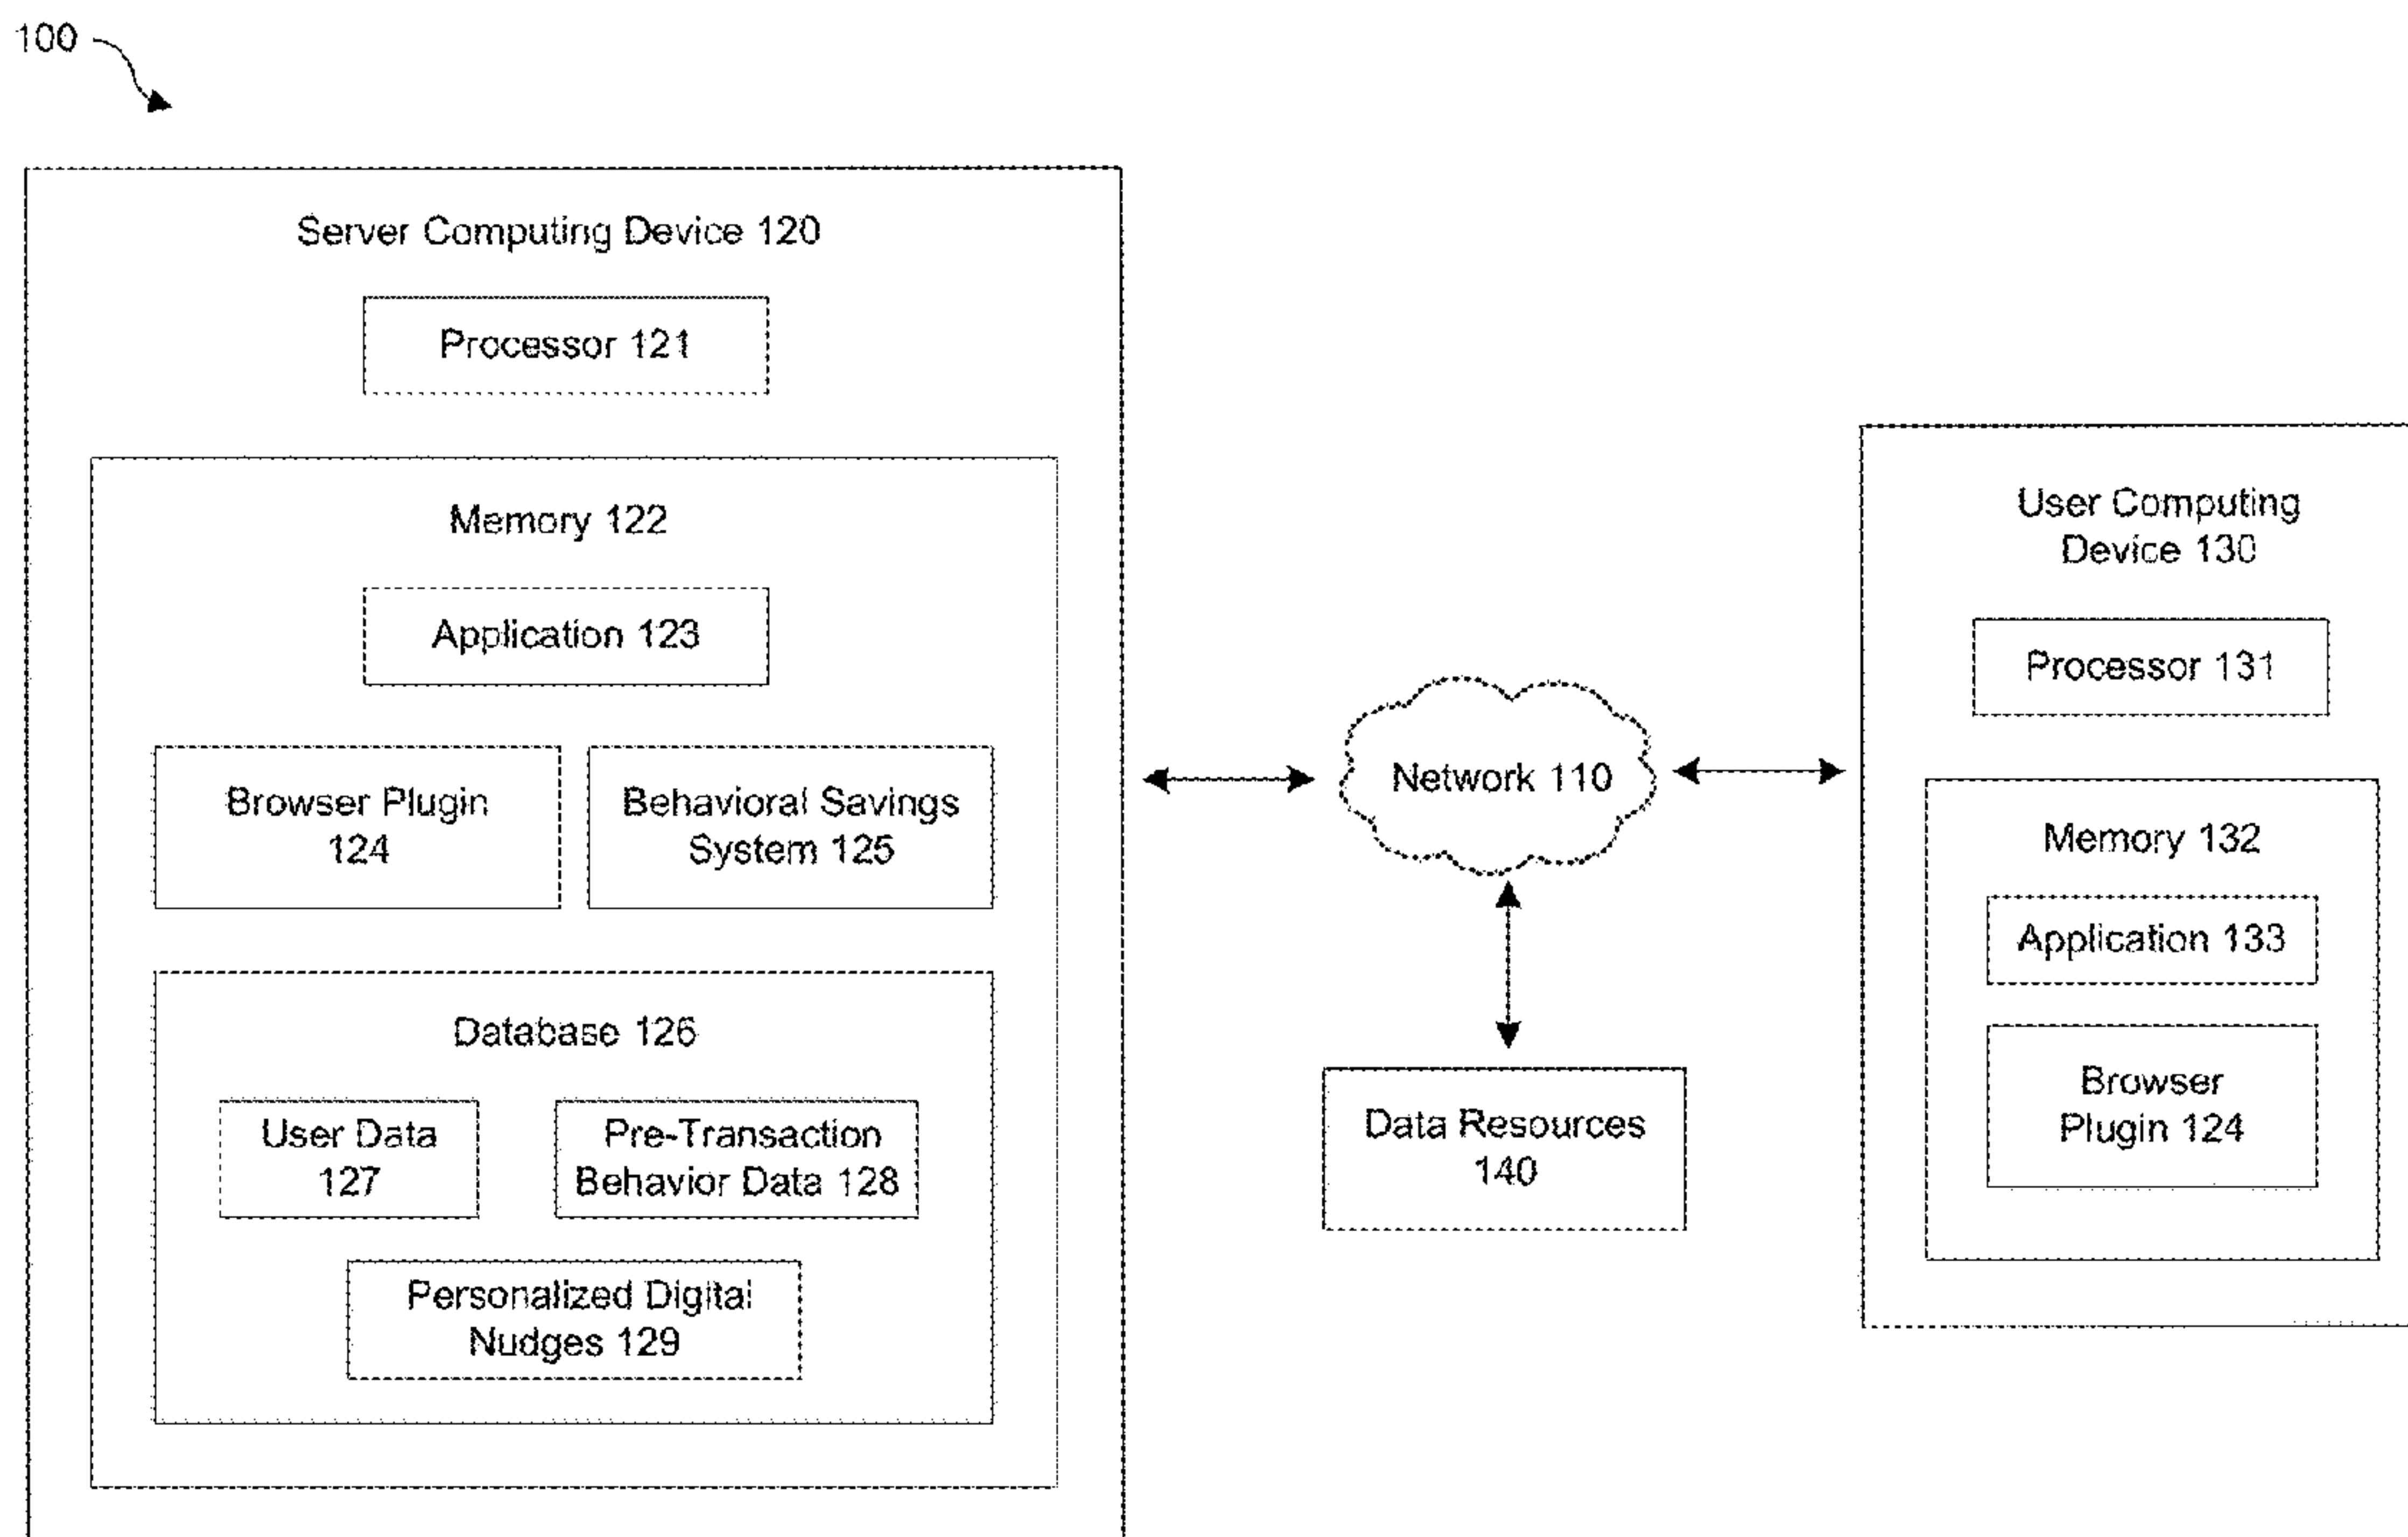 100
Server Computing Device 120
Processor 121
Memory 122
Application 123
Browser Plugin
124
Behavioral Savings
System 125
Database 126
User Data
127
Pre-Transaction
Behavior Data 128
Personalized Digital
Nudges 129
Network 110
Data Resources
140
User Computing
Device 130
Processor 131
Memory 132
Application 133
Browser
Plugin 124